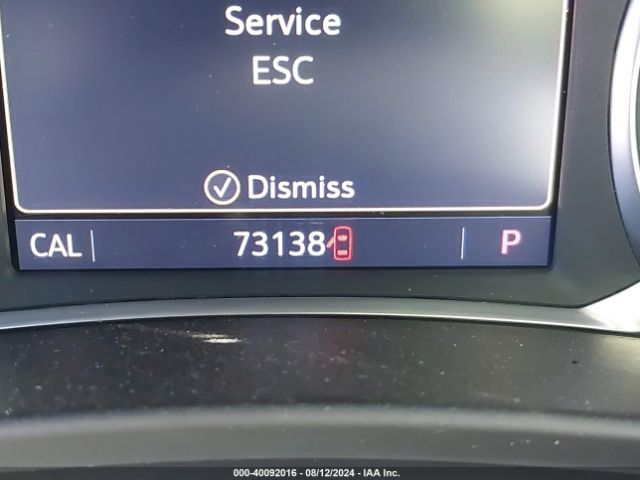 Service
ESC
Dismiss
CAL 73138 P
000-40092016 - 08/12/2024 - IAA Inc.